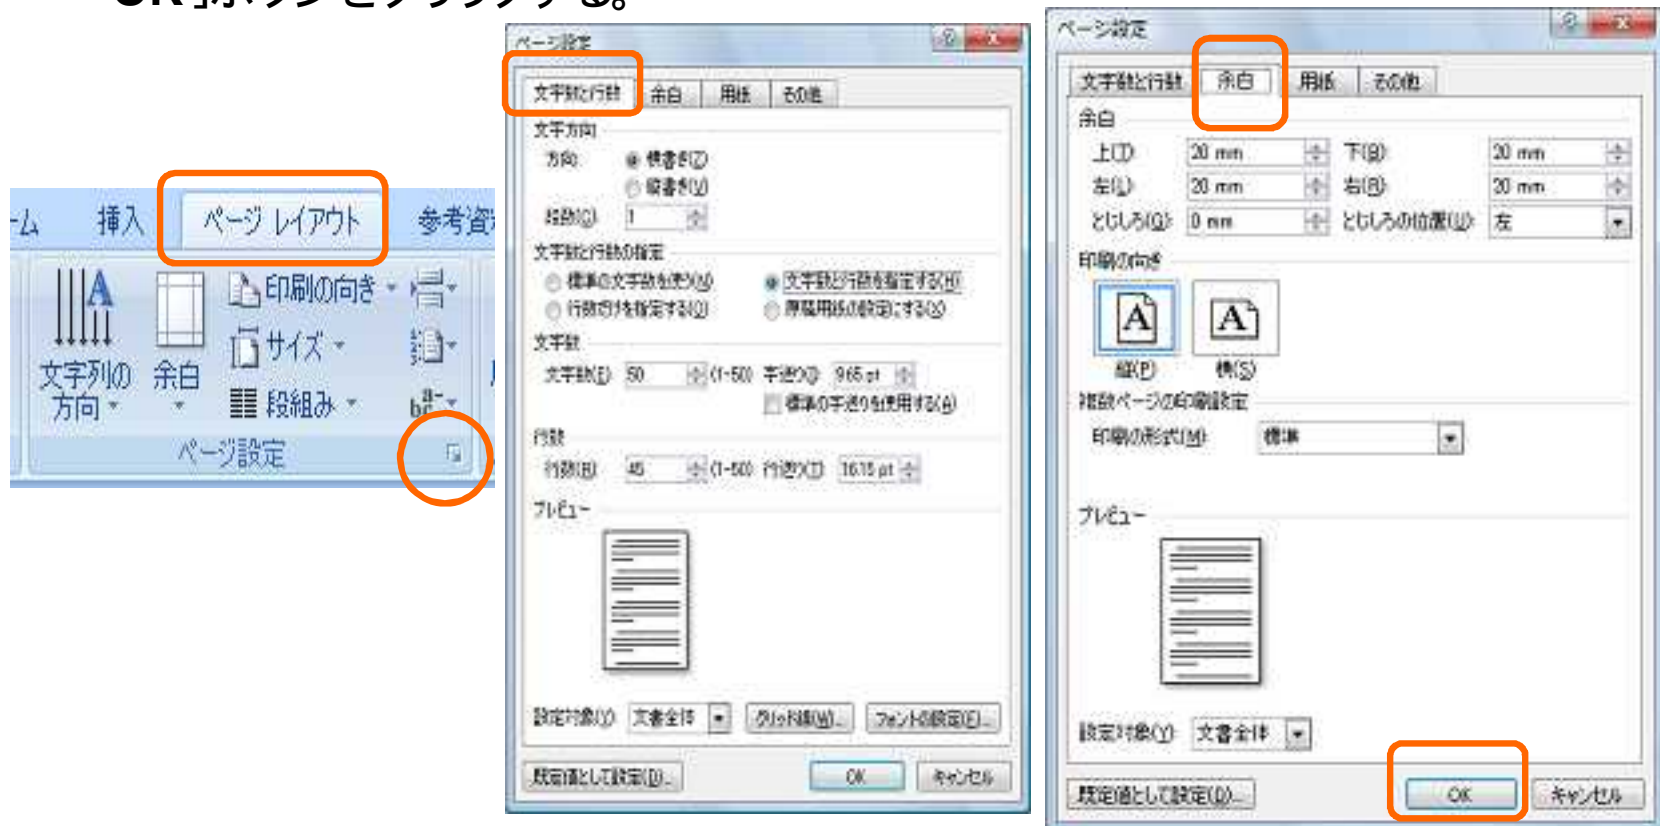 OK」ボタンをクリックする。
ーム 挿入 ページ レイアウト 参考資
文字列の方向
余白
印刷の向き
サイズ
段組み
ページ設定
ページ設定
文字数と行数 余白 用紙 その他
文字方向
方向: 横書き(Z)
縦書き(V)
段数(C): 1
文字数と行数の指定
標準の文字数を使う(N) 文字数と行数を指定する(H)
行数だけを指定する(O) 原稿用紙の設定にする(X)
文字数
文字数(E): 50 (1-50) 字送り(I): 9.65 pt
標準の字送りを使用する(A)
行数
行数(R): 45 (1-50) 行送り(T): 16.15 pt
プレビュー
設定対象(Y): 文書全体 グリッド線(W)... フォントの設定(F)...
既定値として設定(D)... OK キャンセル
ページ設定
文字数と行数 余白 用紙 その他
余白
上(T): 20 mm 下(B): 20 mm
左(L): 20 mm 右(R): 20 mm
とじしろ(G): 0 mm とじしろの位置(U): 左
印刷の向き
縦(P) 横(S)
複数ページの印刷設定
印刷の形式(M): 標準
プレビュー
設定対象(Y): 文書全体
既定値として設定(D)... OK キャンセル